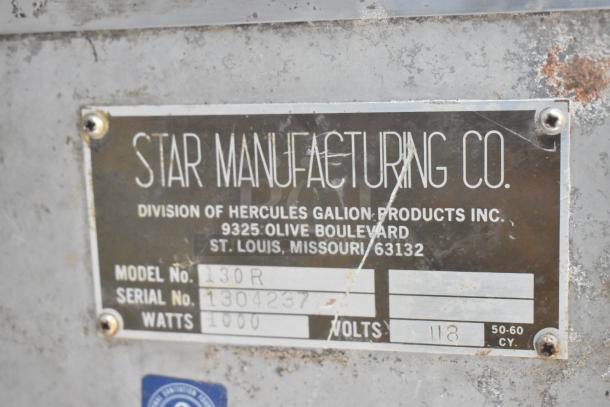 STAR MANUFACTURING CO.
DIVISION OF HERCULES GALION PRODUCTS INC.
9325 OLIVE BOULEVARD
ST. LOUIS, MISSOURI, 63132
MODEL No. 130R
SERIAL No. 1304237
WATTS 1000 VOLTS 118 50-60 CY.